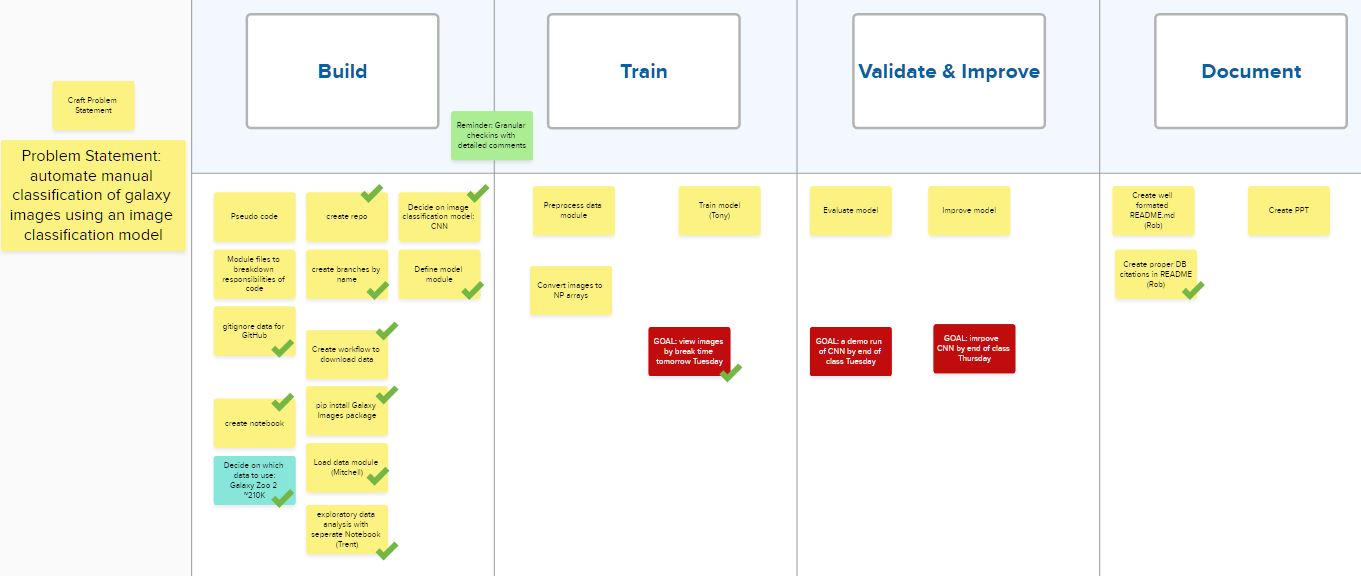 Craft Problem
Statement
Problem Statement:
automate manual
classification of galaxy
images using an image
classification model
Build
Train
Validate & Improve
Document
Reminder: Granular
checkins with
detailed comments
Pseudo code
create repo
Decide on image
classification model:
CNN
Module files to
breakdown
responsibilities of
code
create branches by
name
Define model
module
gitignore data for
GitHub
Create workflow to
download data
create notebook
pip install Galaxy
Images package
Decide on which
data to use:
Galaxy Zoo 2
~210K
Load data module
(Mitchell)
exploratory data
analysis with
seperate Notebook
(Trent)
Preprocess data
module
Train model
(Tony)
Convert images to
NP arrays
GOAL: view images
by break time
tomorrow Tuesday
Evaluate model
Improve model
GOAL: a demo run
of CNN by end of
class Tuesday
GOAL: imrpove
CNN by end of class
Thursday
Create well
formated
README.md
(Rob)
Create PPT
Create proper DB
citations in README
(Rob)